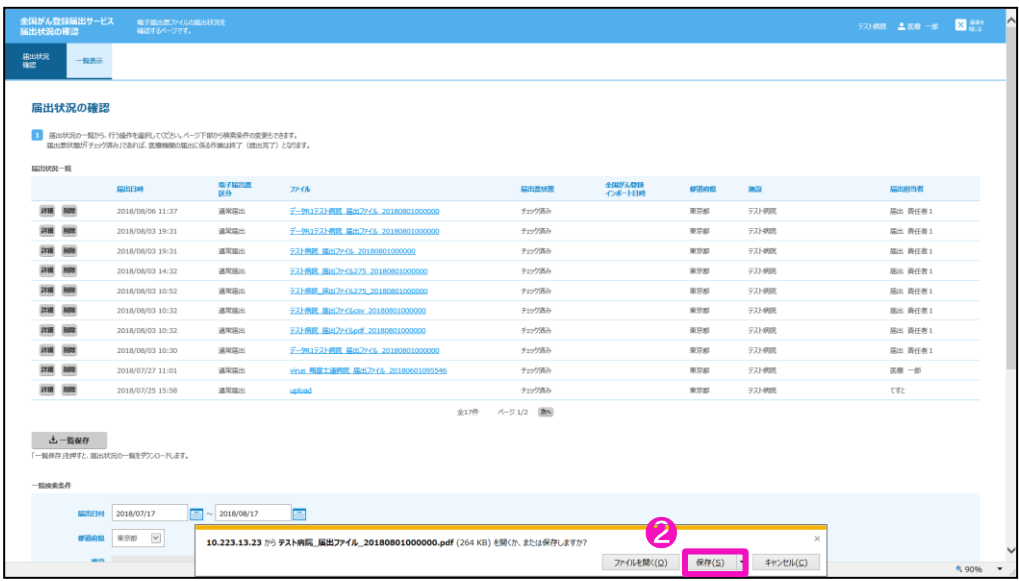 全国がん登録届出サービス
届出状況の確認
電子届出票ファイルの届出状況を
確認するページです。
テスト病院 医療 一郎 画面を
閉じる
届出状況
確認
一覧表示
届出状況の確認
1 届出状況の一覧から、行う操作を選択してください。ページ下部から検索条件の変更もできます。
届出票状態が「チェック済み」であれば、医療機関の届出に係る作業は終了（提出完了）となります。
届出状況一覧
届出日時 電子届出票
区分 ファイル 届出票状態 全国がん登録
インポート日時 都道府県 施設 届出担当者
詳細 削除 2018/08/06 11:37 通常届出 データR1テスト病院_届出ファイル_20180801000000 チェック済み 東京都 テスト病院 届出 責任者1
詳細 削除 2018/08/03 19:31 通常届出 データR1テスト病院_届出ファイル_20180801000000 チェック済み 東京都 テスト病院 届出 責任者1
詳細 削除 2018/08/03 19:31 通常届出 テスト病院_届出ファイル_20180801000000 チェック済み 東京都 テスト病院 届出 責任者1
詳細 削除 2018/08/03 14:32 通常届出 テスト病院_届出ファイル275_20180801000000 チェック済み 東京都 テスト病院 届出 責任者1
詳細 削除 2018/08/03 10:52 通常届出 テスト病院_届出ファイル275_20180801000000 チェック済み 東京都 テスト病院 届出 責任者1
詳細 削除 2018/08/03 10:32 通常届出 テスト病院_届出ファイルcsv_20180801000000 チェック済み 東京都 テスト病院 届出 責任者1
詳細 削除 2018/08/03 10:32 通常届出 テスト病院_届出ファイルpdf_20180801000000 チェック済み 東京都 テスト病院 届出 責任者1
詳細 削除 2018/08/03 10:30 通常届出 データR1テスト病院_届出ファイル_20180801000000 チェック済み 東京都 テスト病院 届出 責任者1
詳細 削除 2018/07/27 11:01 通常届出 virus_ 届出ファイル_20180601095546 チェック済み 東京都 テスト病院 医療 一郎
詳細 削除 2018/07/25 15:58 通常届出 upload チェック済み 東京都 テスト病院 てすと
全17件 ページ 1/2 次へ
一覧保存
「一覧保存」を押すと、届出状況の一覧をダウンロードします。
一覧検索条件
届出日付 2018/07/17 ～ 2018/08/17
都道府県 東京都
2
10.223.13.23 から テスト病院_届出ファイル_20180801000000.pdf (264 KB) を開くか、または保存しますか?
ファイルを開く(O) 保存(S) キャンセル(C)
90%